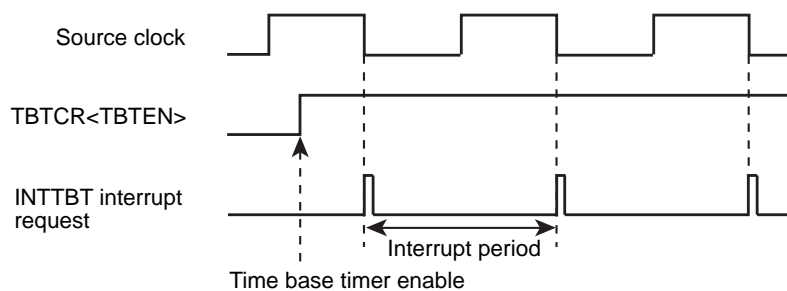 Source clock
TBTCR<TBTEN>
INTTBT interrupt
request
Interrupt period
Time base timer enable